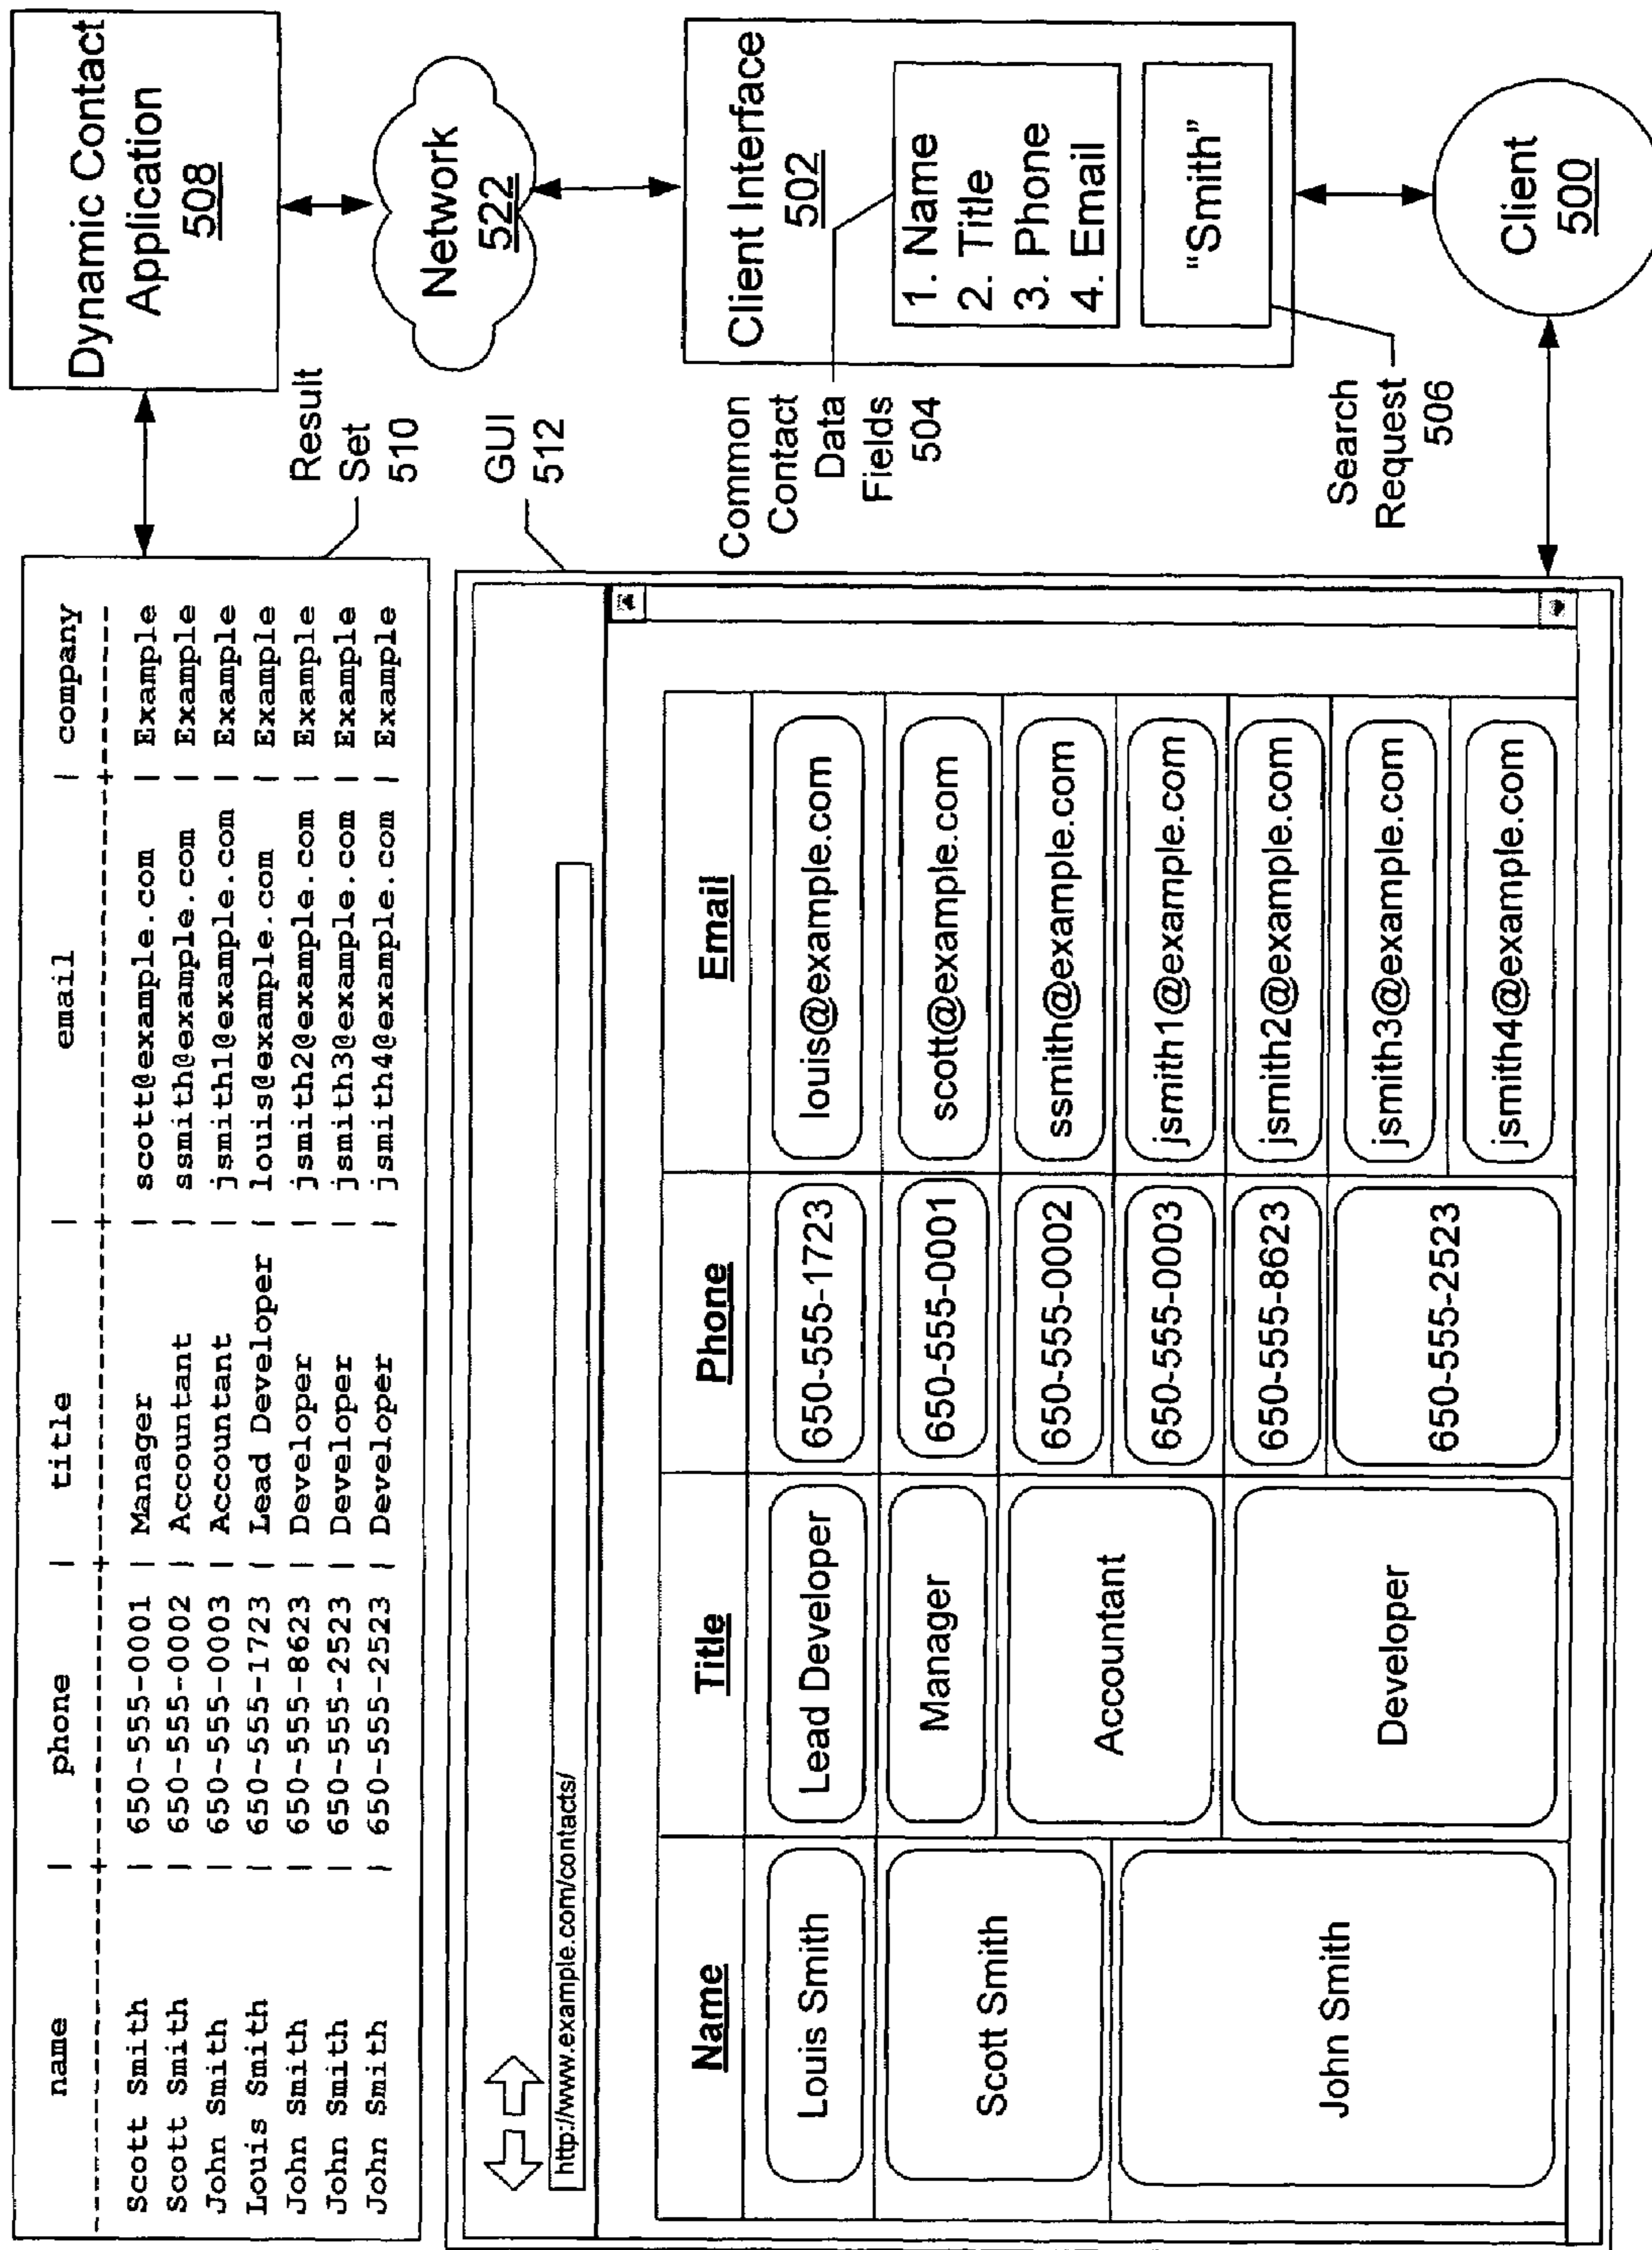 name | phone | title | email | company
Scott Smith | 650-555-0001 | Manager | scott@example.com | Example
Scott Smith | 650-555-0002 | Accountant | ssmith@example.com | Example
John Smith | 650-555-0003 | Accountant | jsmith1@example.com | Example
Louis Smith | 650-555-1723 | Lead Developer | louis@example.com | Example
John Smith | 650-555-8623 | Developer | jsmith2@example.com | Example
John Smith | 650-555-2523 | Developer | jsmith3@example.com | Example
John Smith | 650-555-2523 | Developer | jsmith4@example.com | Example
Result
Set
510
Dynamic Contact
Application
508
Network
522
GUI
512
http://www.example.com/contacts/
Name Title Phone Email
Louis Smith Lead Developer 650-555-1723 louis@example.com
Scott Smith Manager 650-555-0001 scott@example.com
Accountant 650-555-0002 ssmith@example.com
John Smith 650-555-0003 jsmith1@example.com
Developer 650-555-8623 jsmith2@example.com
650-555-2523 jsmith3@example.com
jsmith4@example.com
Common
Contact
Data
Fields
504
Client Interface
502
1. Name
2. Title
3. Phone
4. Email
"Smith"
Search
Request
506
Client
500